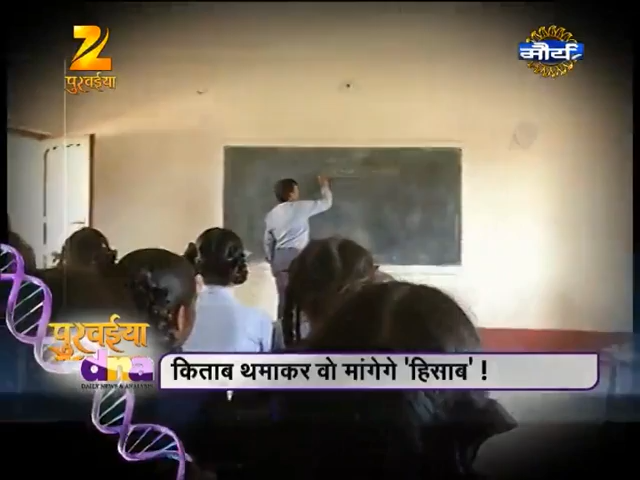 Z
पुरवईया
मौर्य
पुरवईया
dna
DAILY NEWS & ANALYSIS
किताब थमाकर वो मांगेगे 'हिसाब' !